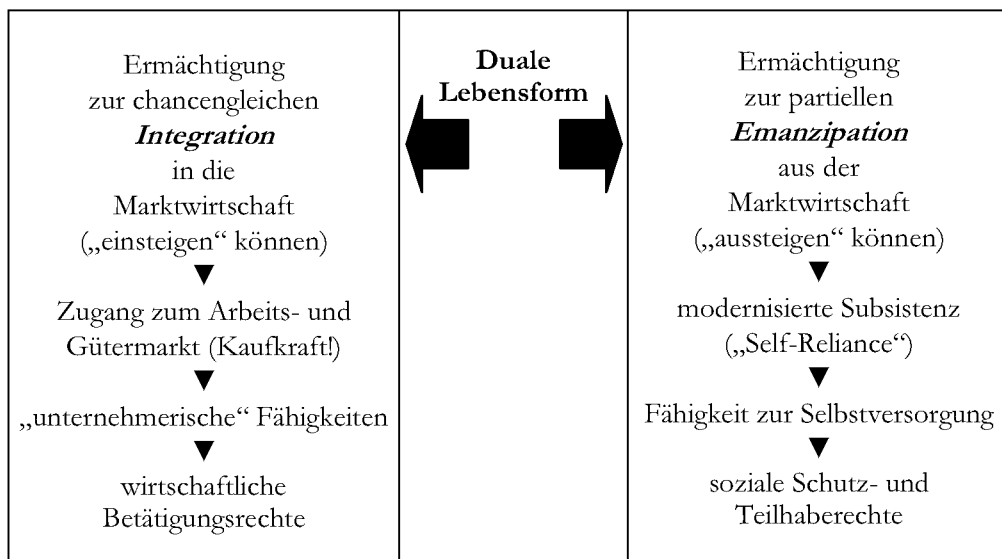 Ermächtigung
zur chancengleichen
Integration
in die
Marktwirtschaft
(„einsteigen“ können)
▼
Zugang zum Arbeits- und
Gütermarkt (Kaufkraft!)
▼
„unternehmerische“ Fähigkeiten
▼
wirtschaftliche
Betätigungsrechte
Duale
Lebensform
Ermächtigung
zur partiellen
Emanzipation
aus der
Marktwirtschaft
(„aussteigen“ können)
▼
modernisierte Subsistenz
(„Self-Reliance“)
▼
Fähigkeit zur Selbstversorgung
▼
soziale Schutz- und
Teilhaberechte